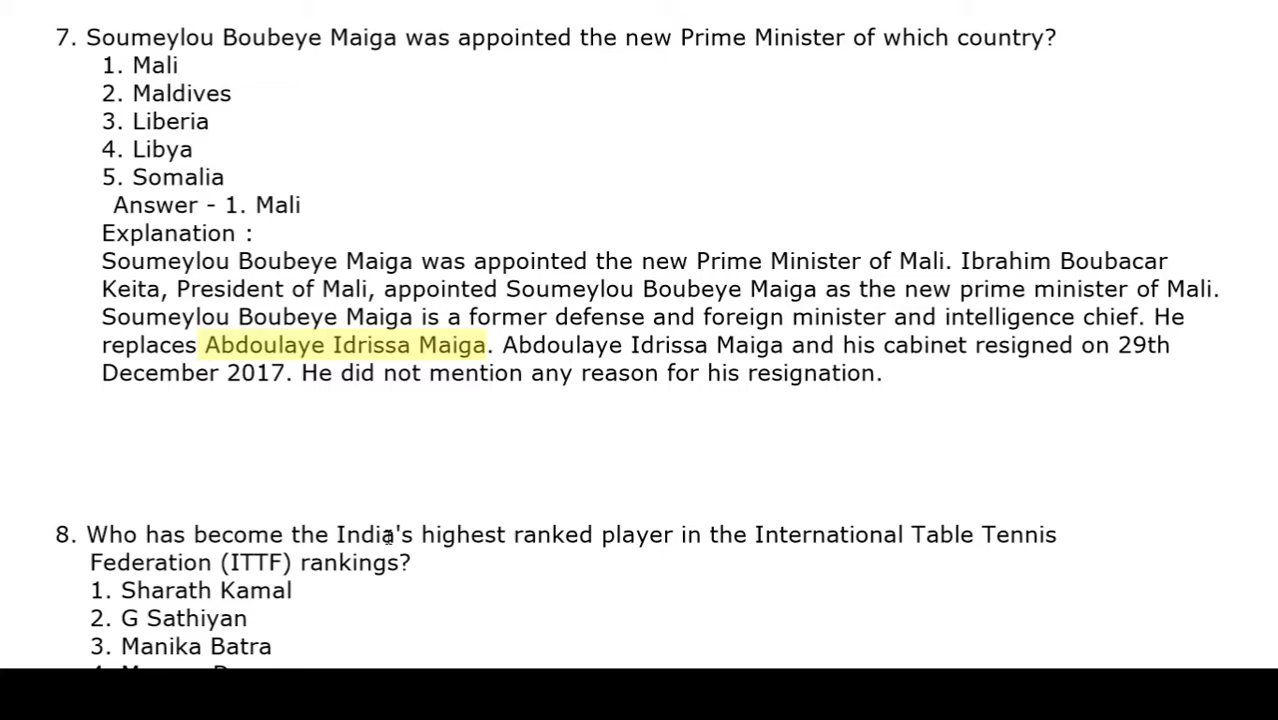 7. Soumeylou Boubeye Maiga was appointed the new Prime Minister of which country?
1. Mali
2. Maldives
3. Liberia
4. Libya
5. Somalia
Answer - 1. Mali
Explanation :
Soumeylou Boubeye Maiga was appointed the new Prime Minister of Mali. Ibrahim Boubacar
Keita, President of Mali, appointed Soumeylou Boubeye Maiga as the new prime minister of Mali.
Soumeylou Boubeye Maiga is a former defense and foreign minister and intelligence chief. He
replaces Abdoulaye Idrissa Maiga. Abdoulaye Idrissa Maiga and his cabinet resigned on 29th
December 2017. He did not mention any reason for his resignation.
8. Who has become the India's highest ranked player in the International Table Tennis
Federation (ITTF) rankings?
1. Sharath Kamal
2. G Sathiyan
3. Manika Batra